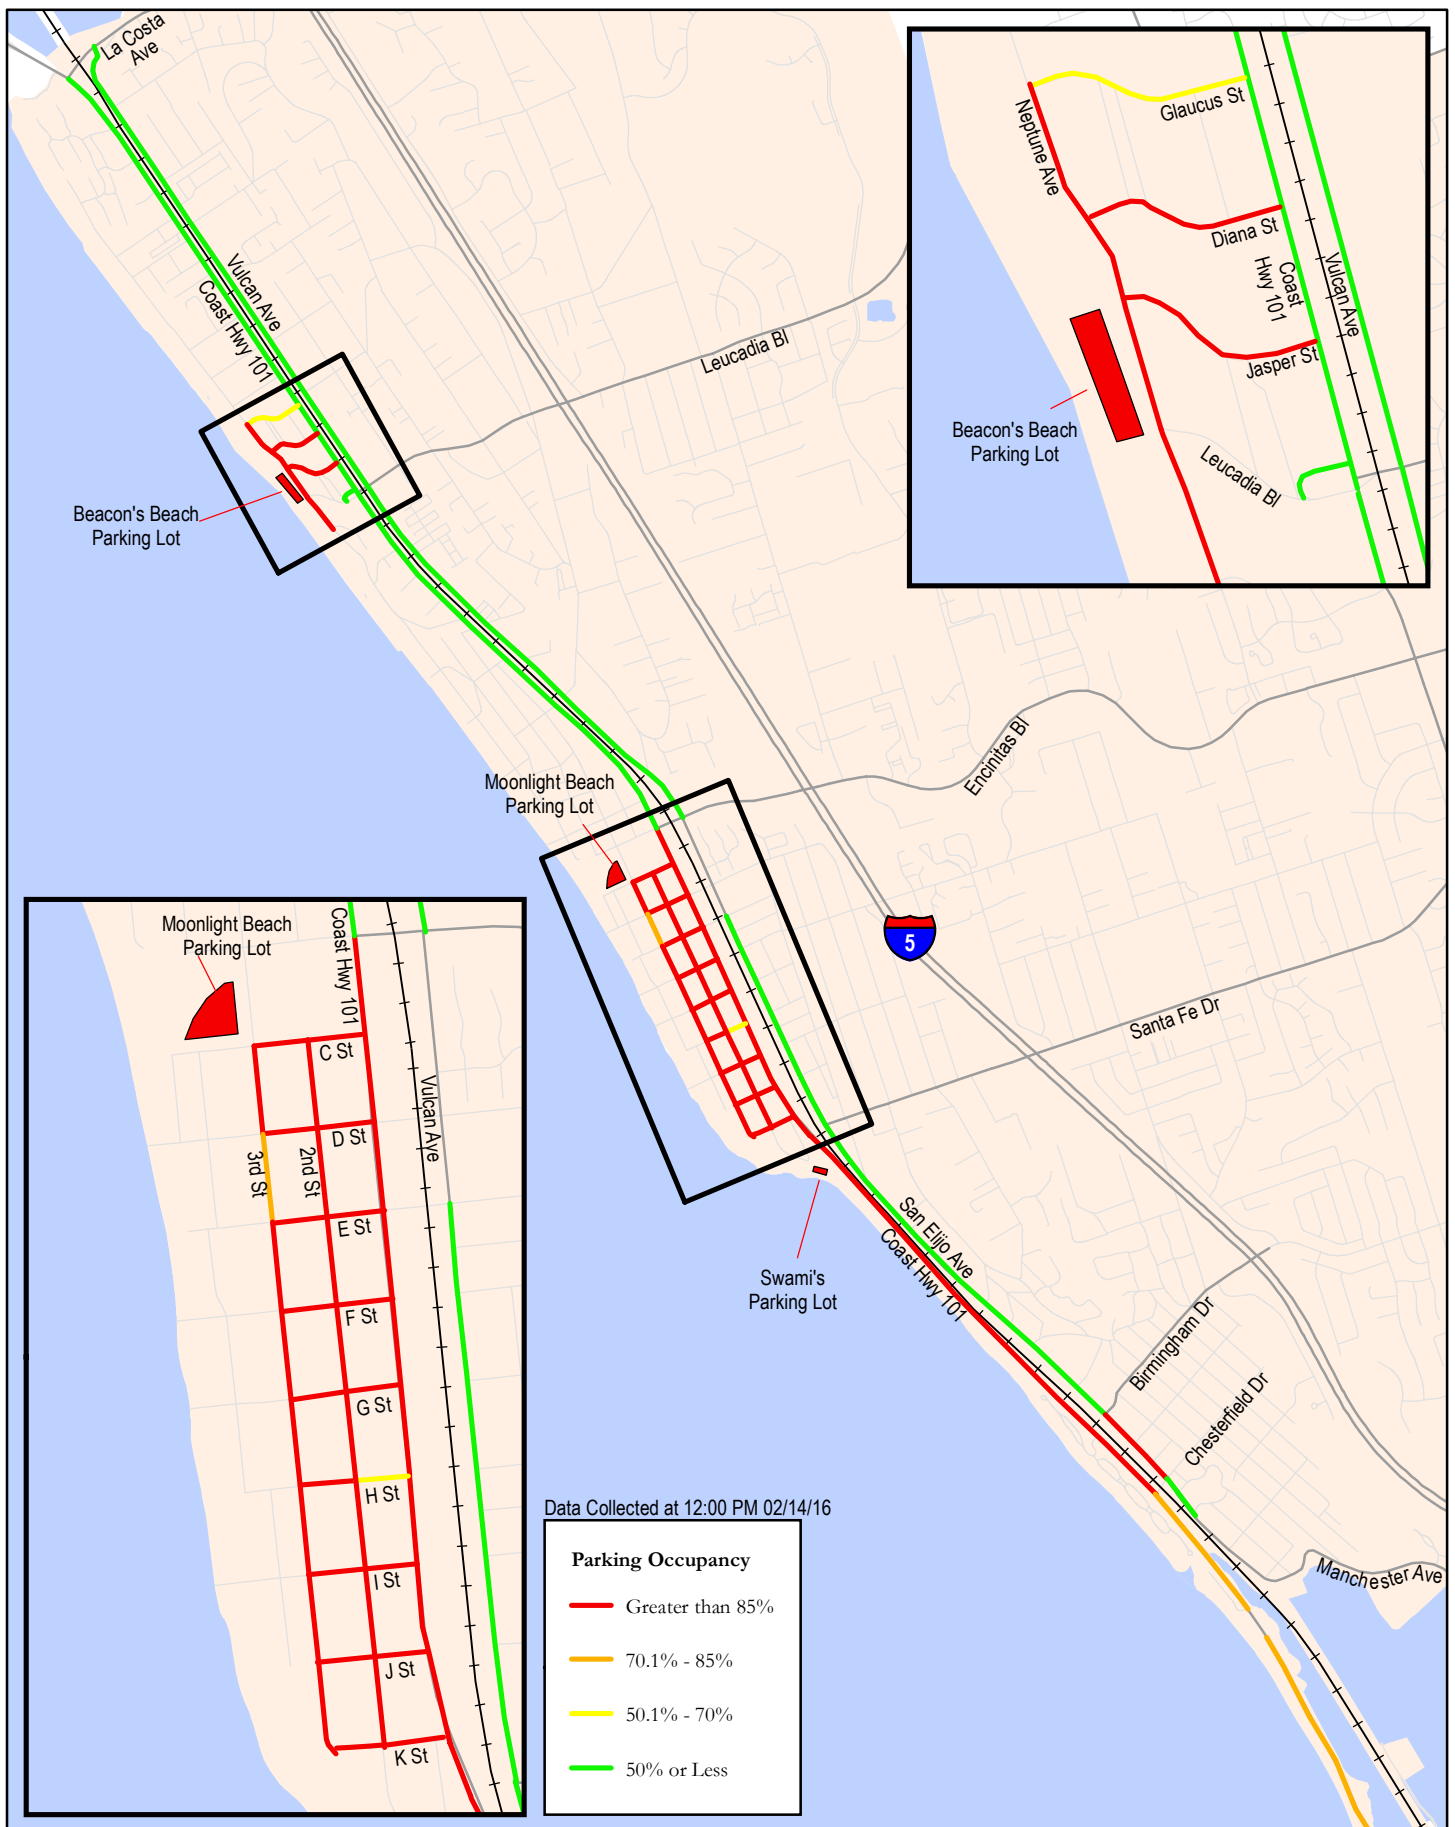 La Costa
Ave
Vulcan Ave
Coast Hwy 101
Leucadia Bl
Beacon's Beach
Parking Lot
Neptune Ave
Glaucus St
Diana St
Coast
Hwy 101
Vulcan Ave
Jasper St
Beacon's Beach
Parking Lot
Leucadia Bl
Encinitas Bl
Moonlight Beach
Parking Lot
5
Santa Fe Dr
Moonlight Beach
Parking Lot
Coast Hwy 101
C St
Vulcan Ave
D St
3rd St
2nd St
E St
F St
G St
H St
I St
J St
K St
San Elijo Ave
Coast Hwy 101
Swami's
Parking Lot
Birmingham Dr
Chesterfield Dr
Manchester Ave
Data Collected at 12:00 PM 02/14/16
Parking Occupancy
Greater than 85%
70.1% - 85%
50.1% - 70%
50% or Less